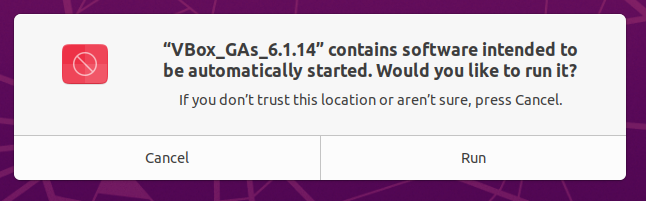 “VBox_GAs_6.1.14” contains software intended to
be automatically started. Would you like to run it?
If you don’t trust this location or aren’t sure, press Cancel.
Cancel
Run